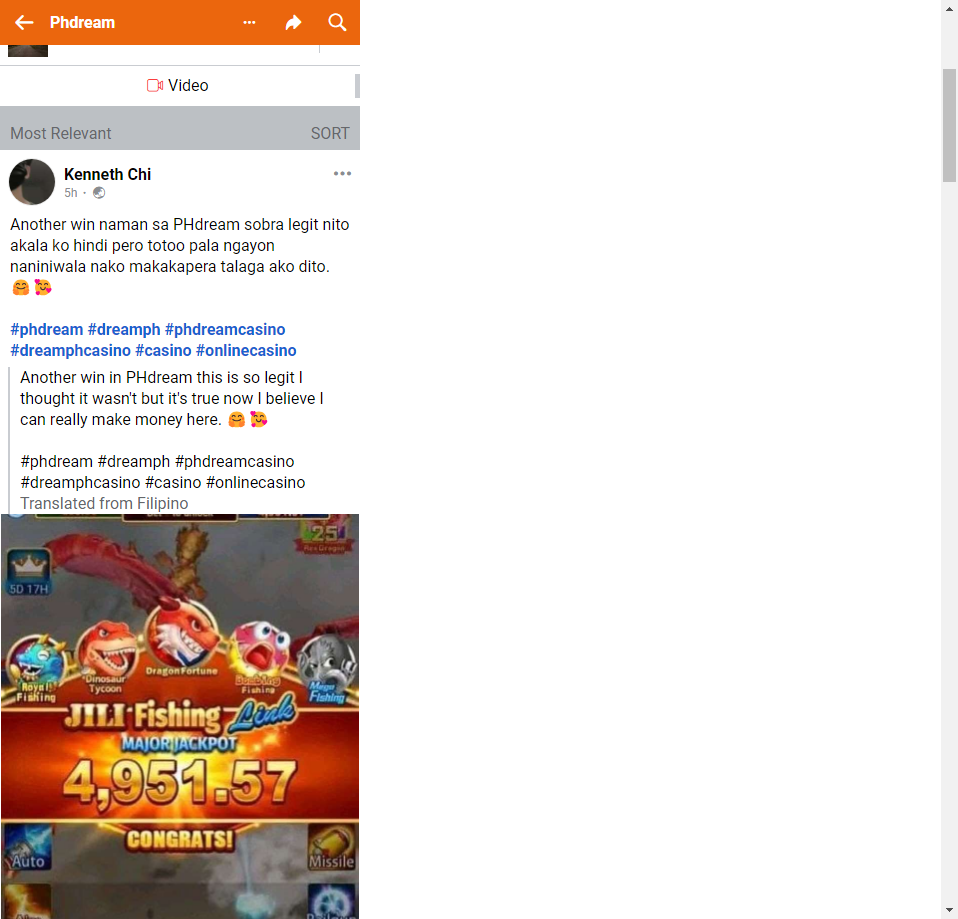 Phdream
Video
Most Relevant
SORT
Kenneth Chi
5h ·
Another win naman sa PHdream sobra legit nito
akala ko hindi pero totoo pala ngayon
naniniwala nako makakapera talaga ako dito.
🤗 🥰
#phdream #dreamph #phdreamcasino
#dreamphcasino #casino #onlinecasino
Another win in PHdream this is so legit I
thought it wasn't but it's true now I believe I
can really make money here. 🤗 🥰
#phdream #dreamph #phdreamcasino
#dreamphcasino #casino #onlinecasino
Translated from Filipino
25
5D 17H
Dragon Fortune
Dinosaur
Tycoon
Royal
Fishing
Fishing
Mega
Fishing
JILI Fishing Link
MAJOR JACKPOT
4,951.57
CONGRATS!
Auto
Missile